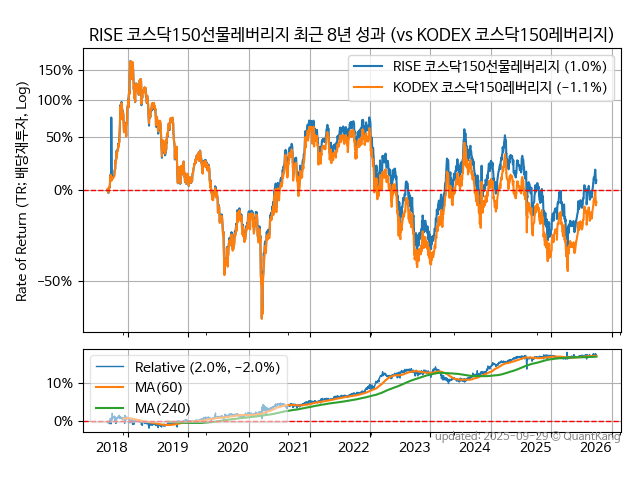 RISE 코스닥150선물레버리지 최근 8년 성과 (vs KODEX 코스닥150레버리지)
Rate of Return (TR: 배당재투자, Log)
150%
100%
50%
0%
−50%
RISE 코스닥150선물레버리지 (1.0%)
KODEX 코스닥150레버리지 (−1.1%)
10%
0%
Relative (2.0%, −2.0%)
MA(60)
MA(240)
2018 2019 2020 2021 2022 2023 2024 2025 2026
updated: 2025-09-29 © QuantKang